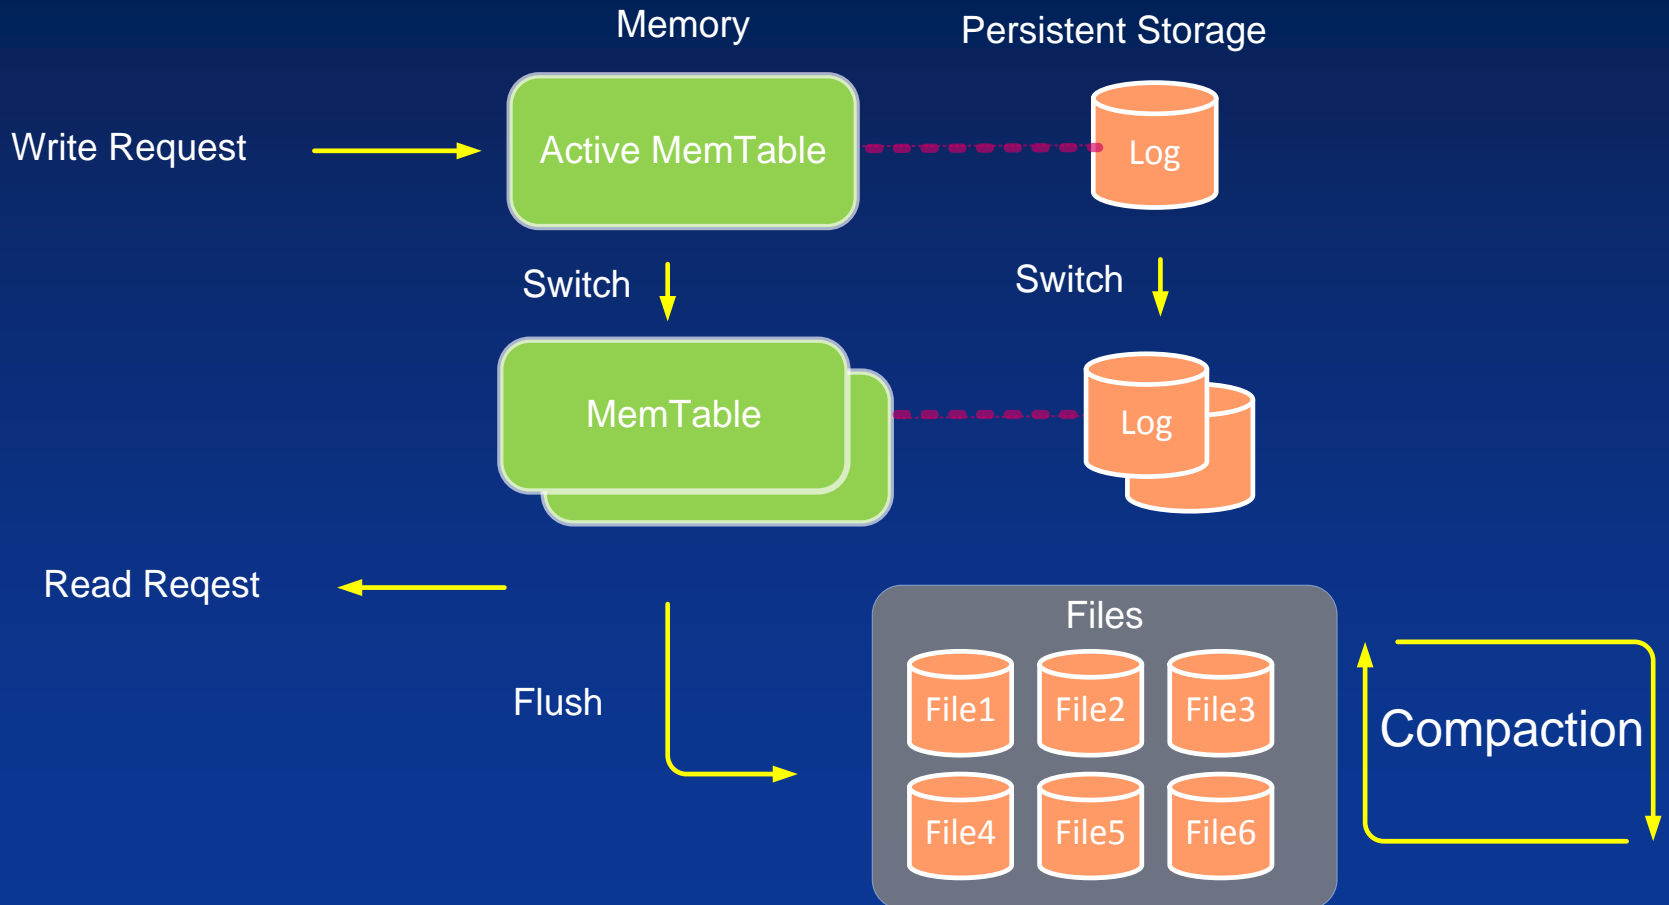 Memory
Persistent Storage
Write Request
Active MemTable
Log
Switch
Switch
MemTable
Log
Read Reqest
Files
Flush
File1
File2
File3
Compaction
File4
File5
File6